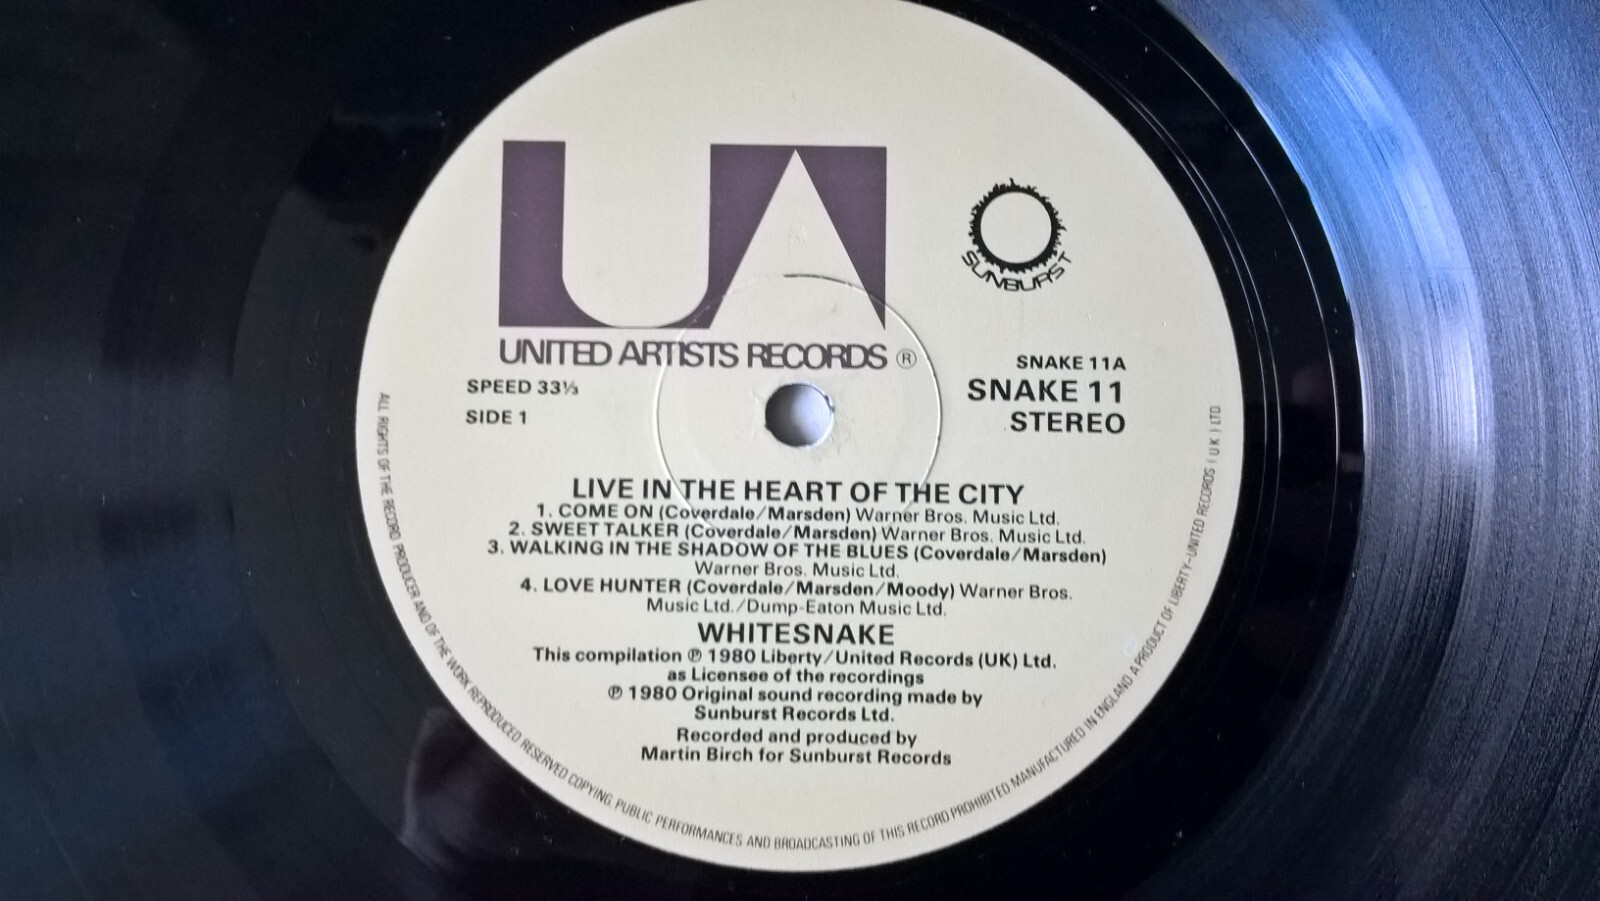 UA
UNITED ARTISTS RECORDS ®
SUNBURST
SPEED 33⅓
SIDE 1
SNAKE 11A
SNAKE 11
STEREO
LIVE IN THE HEART OF THE CITY
1. COME ON (Coverdale/Marsden) Warner Bros. Music Ltd.
2. SWEET TALKER (Coverdale/Marsden) Warner Bros. Music Ltd.
3. WALKING IN THE SHADOW OF THE BLUES (Coverdale/Marsden)
Warner Bros. Music Ltd.
4. LOVE HUNTER (Coverdale/Marsden/Moody) Warner Bros.
Music Ltd./Dump-Eaton Music Ltd.
WHITESNAKE
This compilation ℗ 1980 Liberty/United Records (UK) Ltd.
as Licensee of the recordings
℗ 1980 Original sound recording made by
Sunburst Records Ltd.
Recorded and produced by
Martin Birch for Sunburst Records
ALL RIGHTS OF THE RECORD PRODUCER AND OF THE WORK REPRODUCED RESERVED COPYING, PUBLIC PERFORMANCES AND BROADCASTING OF THIS RECORD PROHIBITED MANUFACTURED IN ENGLAND A PRODUCT OF LIBERTY-UNITED RECORDS (UK) LTD